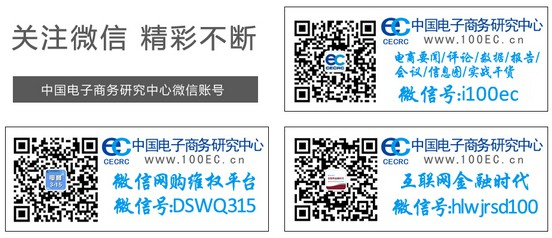 关注微信 精彩不断
中国电子商务研究中心微信账号
CECRC
中国电子商务研究中心
www.100EC.cn
CECRC
电商要闻/评论/数据/报告/
会议/信息图/实战干货
微信号:i100ec
CECRC
中国电子商务研究中心
www.100EC.cn
微信网购维权平台
微信号:DSWQ315
CECRC
中国电子商务研究中心
www.100EC.cn
互联网金融时代
微信号:hlwjrsd100